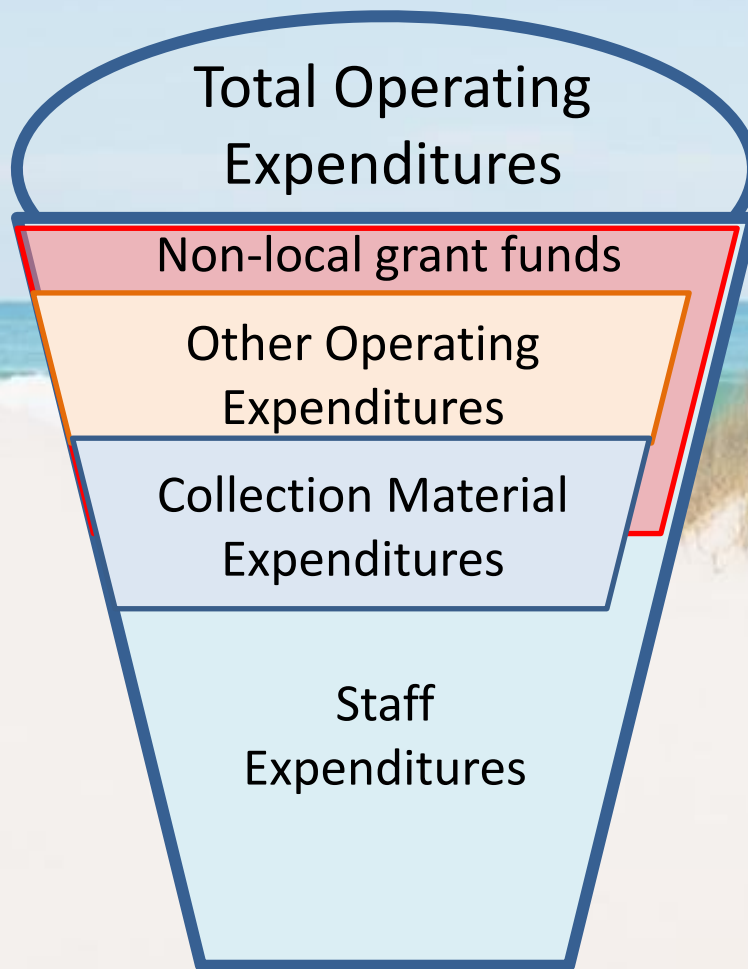 Total Operating
Expenditures
Non-local grant funds
Other Operating
Expenditures
Collection Material
Expenditures
Staff
Expenditures